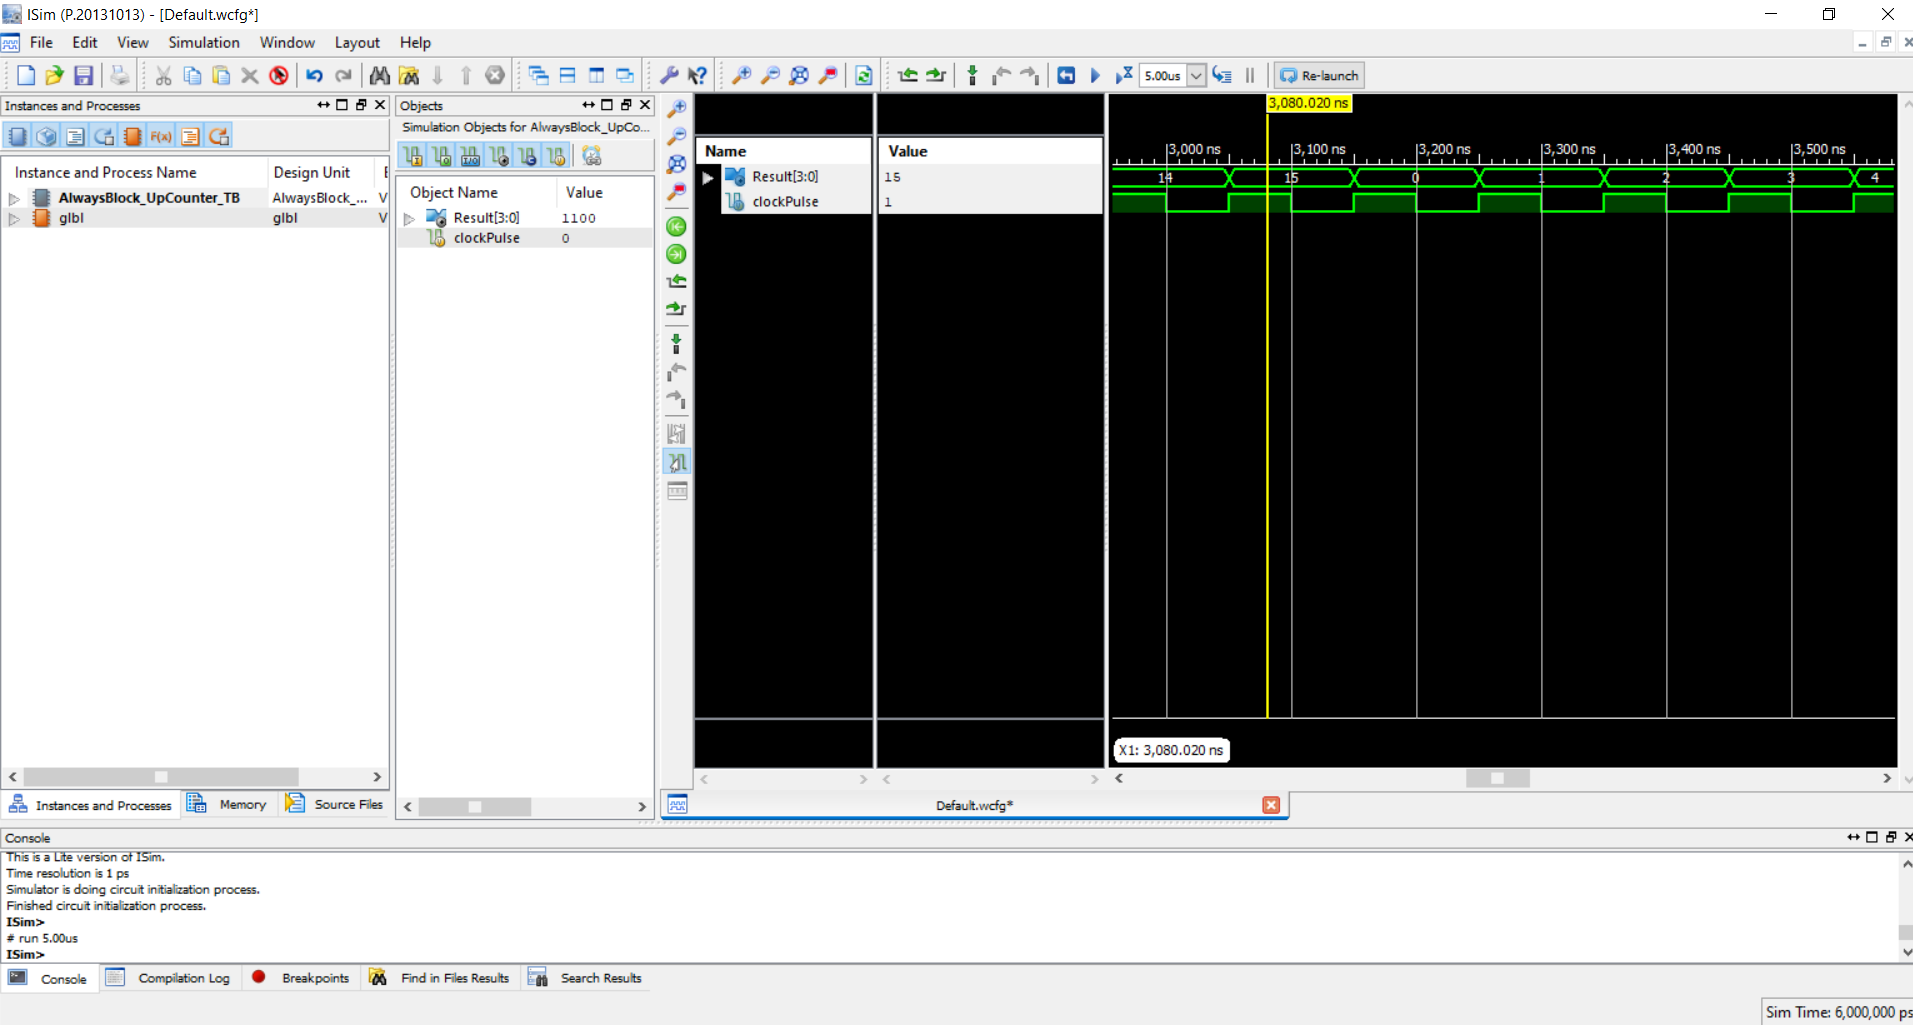 ISim (P.20131013) - [Default.wcfg*]
File Edit View Simulation Window Layout Help
5.00us Re-launch
Instances and Processes
Instance and Process Name Design Unit
AlwaysBlock_UpCounter_TB AlwaysBlock_... V
glbl glbl V
Instances and Processes Memory Source Files
Objects
Simulation Objects for AlwaysBlock_UpCo...
Object Name Value
Result[3:0] 1100
clockPulse 0
Name Value
Result[3:0] 15
clockPulse 1
3,080.020 ns
3,000 ns 3,100 ns 3,200 ns 3,300 ns 3,400 ns 3,500 ns
14 15 0 1 2 3 4
X1: 3,080.020 ns
Default.wcfg*
Console
This is a Lite version of ISim.
Time resolution is 1 ps
Simulator is doing circuit initialization process.
Finished circuit initialization process.
ISim>
# run 5.00us
ISim>
Console Compilation Log Breakpoints Find in Files Results Search Results
Sim Time: 6,000,000 ps